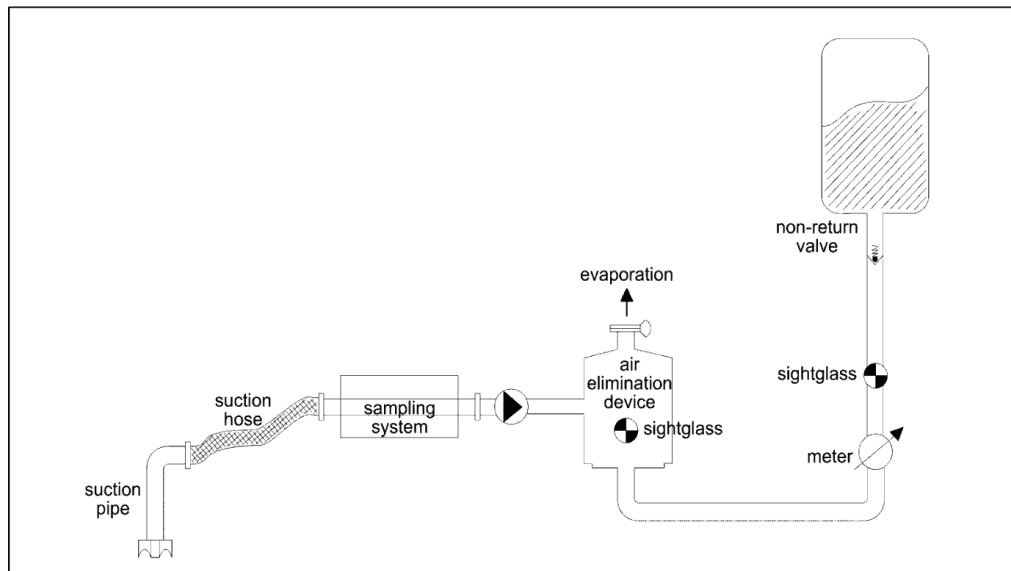 non-return
valve
evaporation
air
elimination
device
sightglass
sightglass
suction
hose
sampling
system
meter
suction
pipe